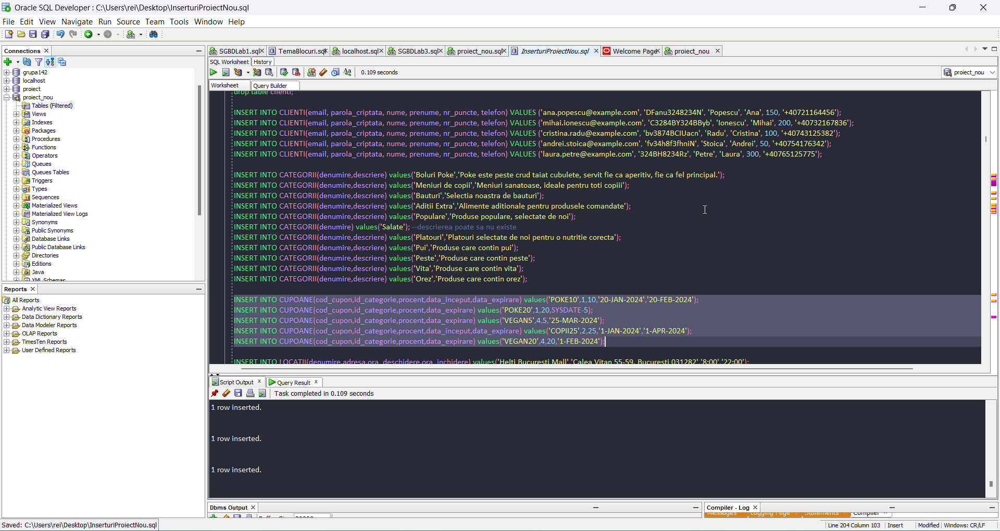 Oracle SQL Developer : C:\Users\rei\Desktop\InserturiProiectNou.sql
File Edit View Navigate Run Source Team Tools Window Help
Connections
grupa142
localhost
proiect
proiect_nou
Tables (Filtered)
Views
Indexes
Packages
Procedures
Functions
Operators
Queues
Queues Tables
Triggers
Types
Sequences
Materialized Views
Materialized View Logs
Synonyms
Public Synonyms
Database Links
Public Database Links
Directories
Editions
Java
XML Schemas
Reports
All Reports
Analytic View Reports
Data Dictionary Reports
Data Modeler Reports
OLAP Reports
TimesTen Reports
User Defined Reports
SGBDLab1.sql TemaBlocuri.sql localhost.sql SGBDLab3.sql proiect_nou.sql InserturiProiectNou.sql Welcome Page proiect_nou
SQL Worksheet History
0.109 seconds
proiect_nou
Worksheet Query Builder
drop table clienti;
INSERT INTO CLIENTI(email, parola_criptata, nume, prenume, nr_puncte, telefon) VALUES ('ana.popescu@example.com', 'DFanu3248234N', 'Popescu', 'Ana', 150, '+40721164456');
INSERT INTO CLIENTI(email, parola_criptata, nume, prenume, nr_puncte, telefon) VALUES ('mihai.ionescu@example.com', 'C3284BY324BByb', 'Ionescu', 'Mihai', 200, '+40732167836');
INSERT INTO CLIENTI(email, parola_criptata, nume, prenume, nr_puncte, telefon) VALUES ('cristina.radu@example.com', 'bv3874BCIUacn', 'Radu', 'Cristina', 100, '+40743125382');
INSERT INTO CLIENTI(email, parola_criptata, nume, prenume, nr_puncte, telefon) VALUES ('andrei.stoica@example.com', 'fv34h8f3fhniN', 'Stoica', 'Andrei', 50, '+40754176342');
INSERT INTO CLIENTI(email, parola_criptata, nume, prenume, nr_puncte, telefon) VALUES ('laura.petre@example.com', '324BH8234Rz', 'Petre', 'Laura', 300, '+40765125775');
INSERT INTO CATEGORII(denumire,descriere) values('Boluri Poke','Poke este peste crud taiat cubulete, servit fie ca aperitiv, fie ca fel principal.');
INSERT INTO CATEGORII(denumire,descriere) values('Meniuri de copii','Meniuri sanatoase, ideale pentru toti copiii');
INSERT INTO CATEGORII(denumire,descriere) values('Bauturi','Selectia noastra de bauturi');
INSERT INTO CATEGORII(denumire,descriere) values('Aditii Extra','Alimente aditionale pentru produsele comandate');
INSERT INTO CATEGORII(denumire,descriere) values('Populare','Produse populare, selectate de noi');
INSERT INTO CATEGORII(denumire) values('Salate'); --descrierea poate sa nu existe
INSERT INTO CATEGORII(denumire,descriere) values('Platouri','Platouri selectate de noi pentru o nutritie corecta');
INSERT INTO CATEGORII(denumire,descriere) values('Pui','Produse care contin pui');
INSERT INTO CATEGORII(denumire,descriere) values('Peste','Produse care contin peste');
INSERT INTO CATEGORII(denumire,descriere) values('Vita','Produse care contin vita');
INSERT INTO CATEGORII(denumire,descriere) values('Orez','Produse care contin orez');
INSERT INTO CUPOANE(cod_cupon,id_categorie,procent,data_inceput,data_expirare) values('POKE10',1,10,'20-JAN-2024','20-FEB-2024');
INSERT INTO CUPOANE(cod_cupon,id_categorie,procent,data_expirare) values('POKE20',1,20,SYSDATE-5);
INSERT INTO CUPOANE(cod_cupon,id_categorie,procent,data_expirare) values('VEGAN5',4,5,'25-MAR-2024');
INSERT INTO CUPOANE(cod_cupon,id_categorie,procent,data_inceput,data_expirare) values('COPII25',2,25,'1-JAN-2024','1-APR-2024');
INSERT INTO CUPOANE(cod_cupon,id_categorie,procent,data_expirare) values('VEGAN20',4,20,'1-FEB-2024');
INSERT INTO LOCATII(denumire,adresa,ora_deschidere,ora_inchidere) values('Helti Bucuresti Mall','Calea Vitan 55-59, Bucuresti 031282','8:00','22:00');
Script Output Query Result
Task completed in 0.109 seconds
1 row inserted.
1 row inserted.
1 row inserted.
Dbms Output
Compiler - Log
Messages Logging Page Statements Compiler
Saved: C:\Users\rei\Desktop\InserturiProiectNou.sql
Line 204 Column 103 Insert Modified Windows: CR/LF